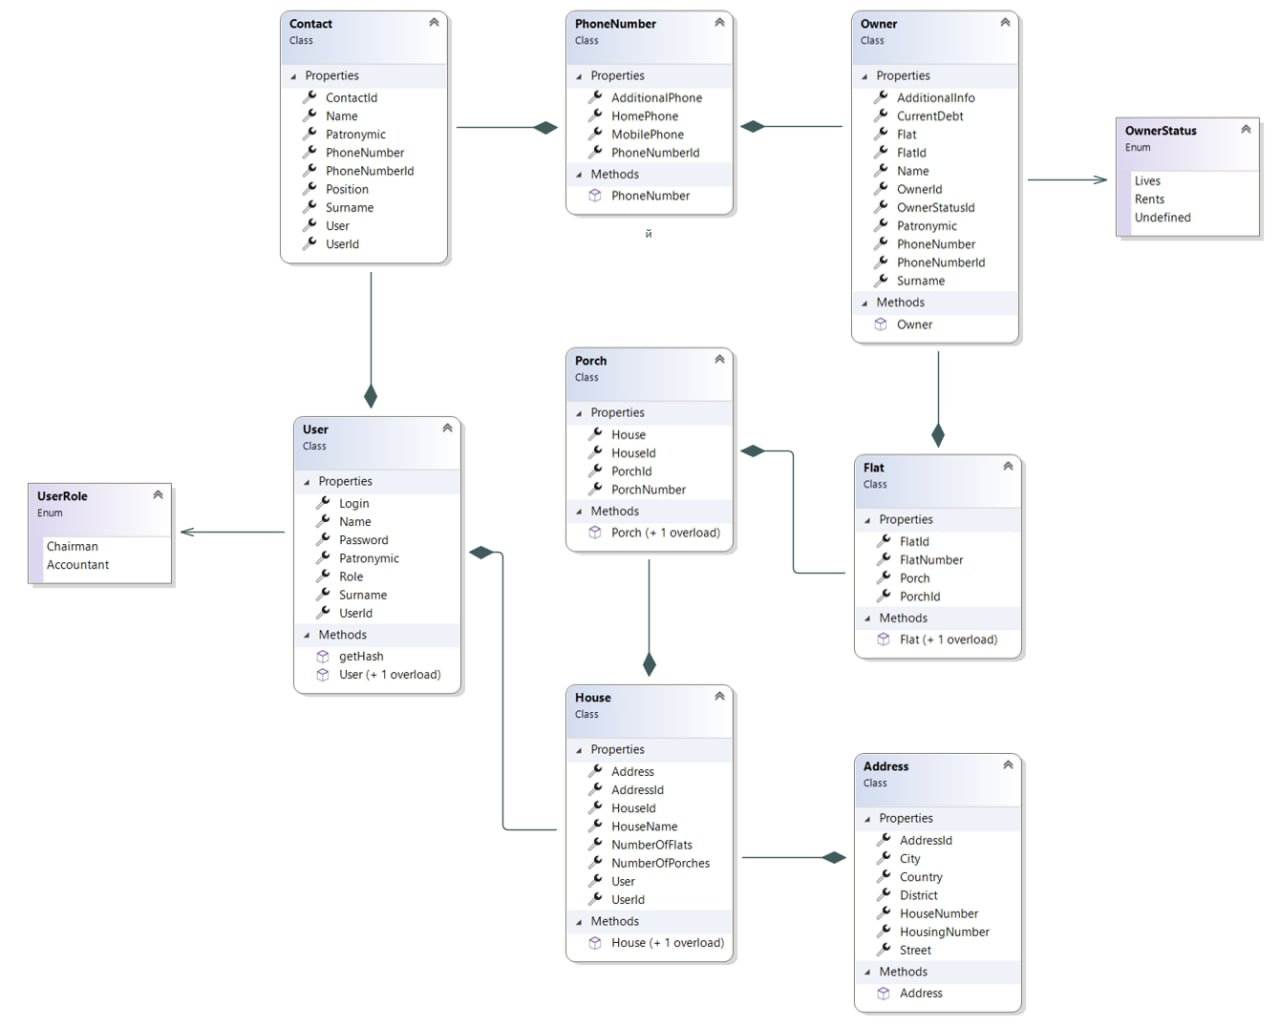 Contact
Class
Properties
ContactId
Name
Patronymic
PhoneNumber
PhoneNumberId
Position
Surname
User
UserId
PhoneNumber
Class
Properties
AdditionalPhone
HomePhone
MobilePhone
PhoneNumberId
Methods
PhoneNumber
й
Owner
Class
Properties
AdditionalInfo
CurrentDebt
Flat
FlatId
Name
OwnerId
OwnerStatusId
Patronymic
PhoneNumber
PhoneNumberId
Surname
Methods
Owner
OwnerStatus
Enum
Lives
Rents
Undefined
UserRole
Enum
Chairman
Accountant
User
Class
Properties
Login
Name
Password
Patronymic
Role
Surname
UserId
Methods
getHash
User (+ 1 overload)
Porch
Class
Properties
House
HouseId
PorchId
PorchNumber
Methods
Porch (+ 1 overload)
Flat
Class
Properties
FlatId
FlatNumber
Porch
PorchId
Methods
Flat (+ 1 overload)
House
Class
Properties
Address
AddressId
HouseId
HouseName
NumberOfFlats
NumberOfPorches
User
UserId
Methods
House (+ 1 overload)
Address
Class
Properties
AddressId
City
Country
District
HouseNumber
HousingNumber
Street
Methods
Address